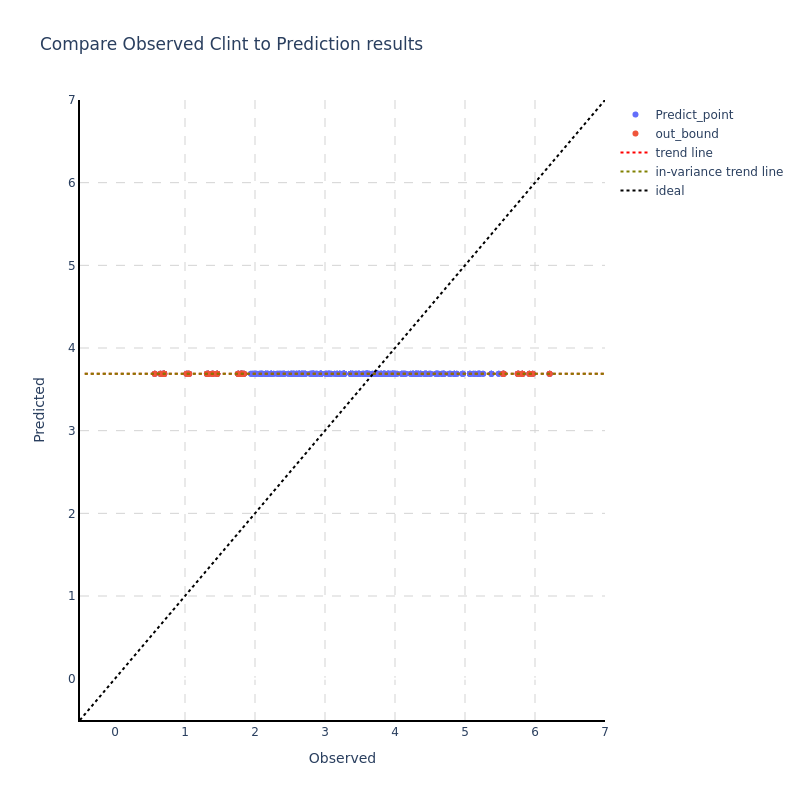 Compare Observed Clint to Prediction results
7
6
5
4
3
2
1
0
Predicted
0 1 2 3 4 5 6 7
Observed
Predict_point
out_bound
trend line
in-variance trend line
ideal